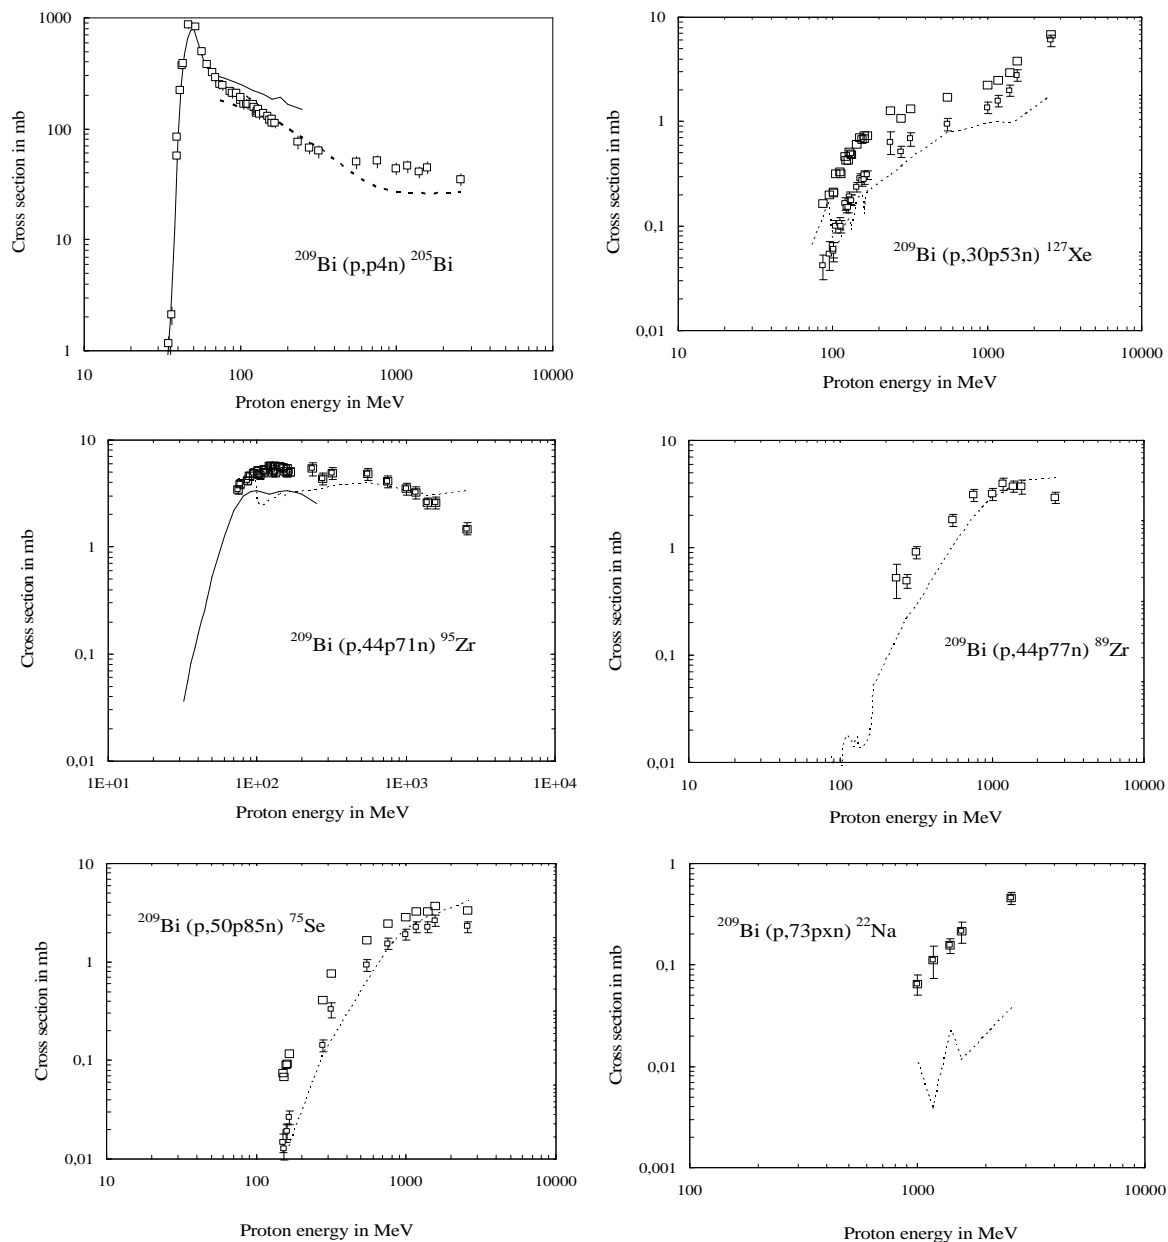 1000
100
10
1
Cross section in mb
²⁰⁹Bi (p,p4n) ²⁰⁵Bi
10
100
1000
10000
Proton energy in MeV
10
1
0,1
0,01
Cross section in mb
²⁰⁹Bi (p,30p53n) ¹²⁷Xe
10
100
1000
10000
Proton energy in MeV
10
1
0,1
0,01
Cross section in mb
²⁰⁹Bi (p,44p71n) ⁹⁵Zr
1E+01
1E+02
1E+03
1E+04
Proton energy in MeV
10
1
0,1
0,01
Cross section in mb
²⁰⁹Bi (p,44p77n) ⁸⁹Zr
10
100
1000
10000
Proton energy in MeV
10
1
0,1
0,01
Cross section in mb
²⁰⁹Bi (p,50p85n) ⁷⁵Se
10
100
1000
10000
Proton energy in MeV
1
0,1
0,01
0,001
Cross section in mb
²⁰⁹Bi (p,73pxn) ²²Na
100
1000
10000
Proton energy in MeV